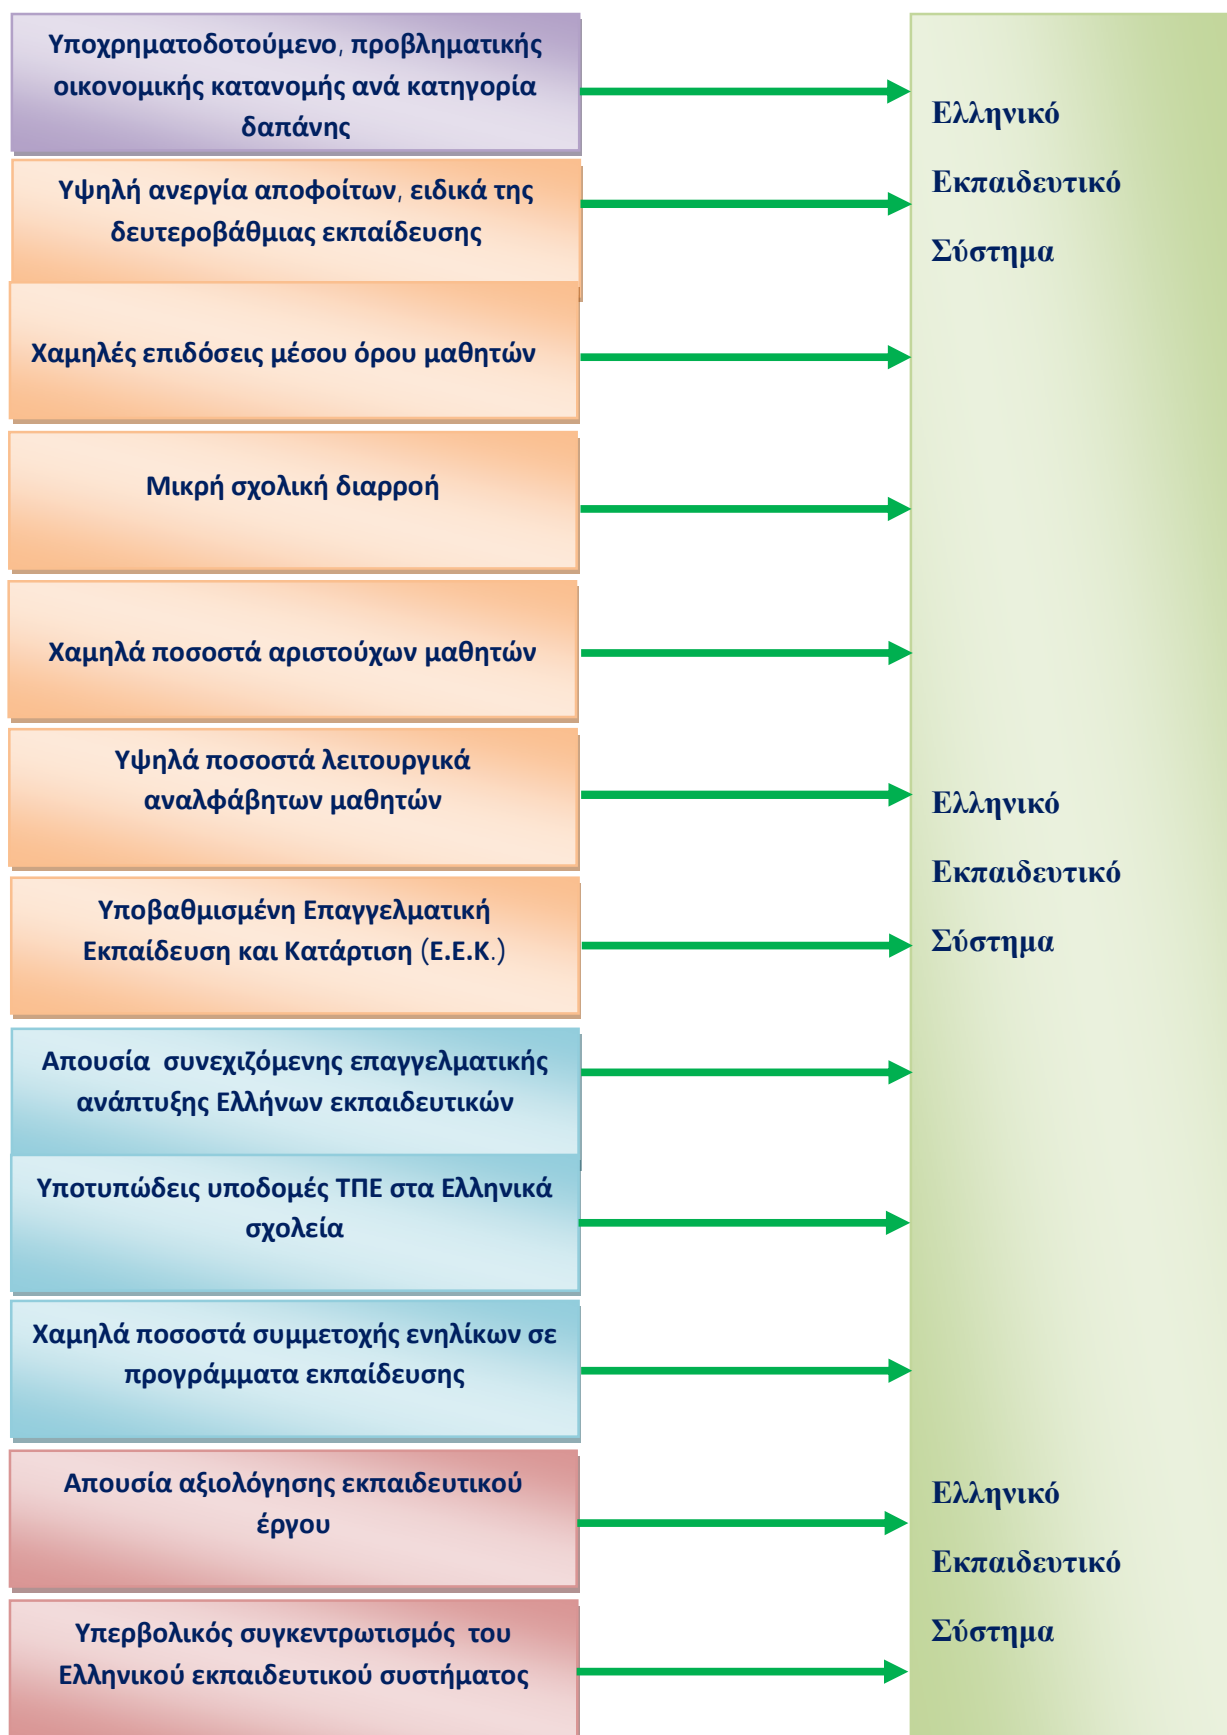 Υποχρηματοδοτούμενο, προβληματικής
οικονομικής κατανομής ανά κατηγορία
δαπάνης
Υψηλή ανεργία αποφοίτων, ειδικά της
δευτεροβάθμιας εκπαίδευσης
Χαμηλές επιδόσεις μέσου όρου μαθητών
Μικρή σχολική διαρροή
Χαμηλά ποσοστά αριστούχων μαθητών
Υψηλά ποσοστά λειτουργικά
αναλφάβητων μαθητών
Υποβαθμισμένη Επαγγελματική
Εκπαίδευση και Κατάρτιση (Ε.Ε.Κ.)
Απουσία  συνεχιζόμενης επαγγελματικής
ανάπτυξης Ελλήνων εκπαιδευτικών
Υποτυπώδεις υποδομές ΤΠΕ στα Ελληνικά
σχολεία
Χαμηλά ποσοστά συμμετοχής ενηλίκων σε
προγράμματα εκπαίδευσης
Απουσία αξιολόγησης εκπαιδευτικού
έργου
Υπερβολικός συγκεντρωτισμός  του
Ελληνικού εκπαιδευτικού συστήματος
Ελληνικό
Εκπαιδευτικό
Σύστημα
Ελληνικό
Εκπαιδευτικό
Σύστημα
Ελληνικό
Εκπαιδευτικό
Σύστημα